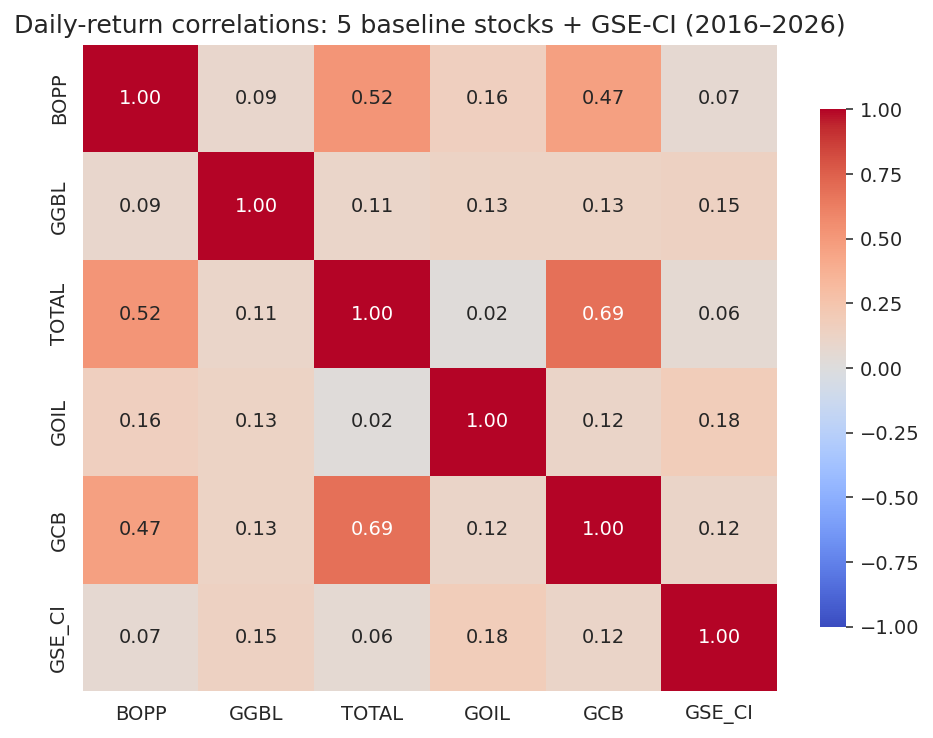 Daily-return correlations: 5 baseline stocks + GSE-CI (2016–2026)
BOPP 1.00 0.09 0.52 0.16 0.47 0.07
GGBL 0.09 1.00 0.11 0.13 0.13 0.15
TOTAL 0.52 0.11 1.00 0.02 0.69 0.06
GOIL 0.16 0.13 0.02 1.00 0.12 0.18
GCB 0.47 0.13 0.69 0.12 1.00 0.12
GSE_CI 0.07 0.15 0.06 0.18 0.12 1.00
BOPP GGBL TOTAL GOIL GCB GSE_CI
1.00
0.75
0.50
0.25
0.00
−0.25
−0.50
−0.75
−1.00